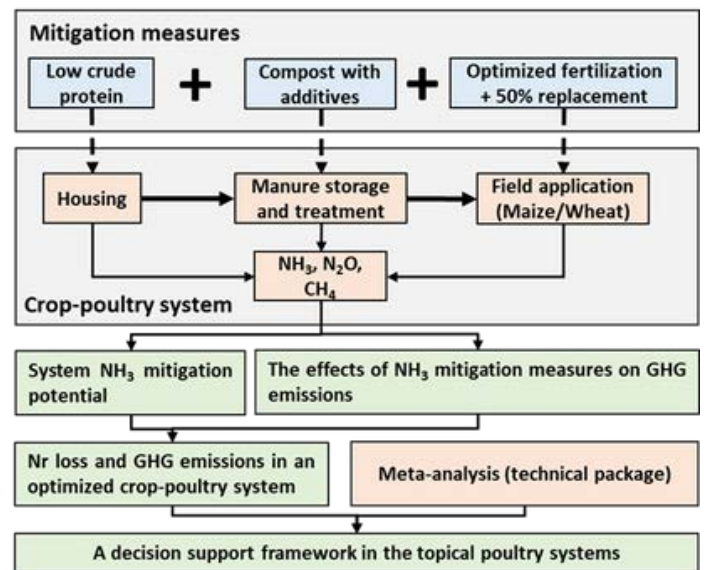 Mitigation measures
Low crude
protein
+
Compost with
additives
+
Optimized fertilization
+ 50% replacement
Housing
Manure storage
and treatment
Field application
(Maize/Wheat)
NH₃, N₂O,
CH₄
Crop-poultry system
System NH₃ mitigation
potential
The effects of NH₃ mitigation measures on GHG
emissions
Nr loss and GHG emissions in an
optimized crop-poultry system
Meta-analysis (technical package)
A decision support framework in the topical poultry systems